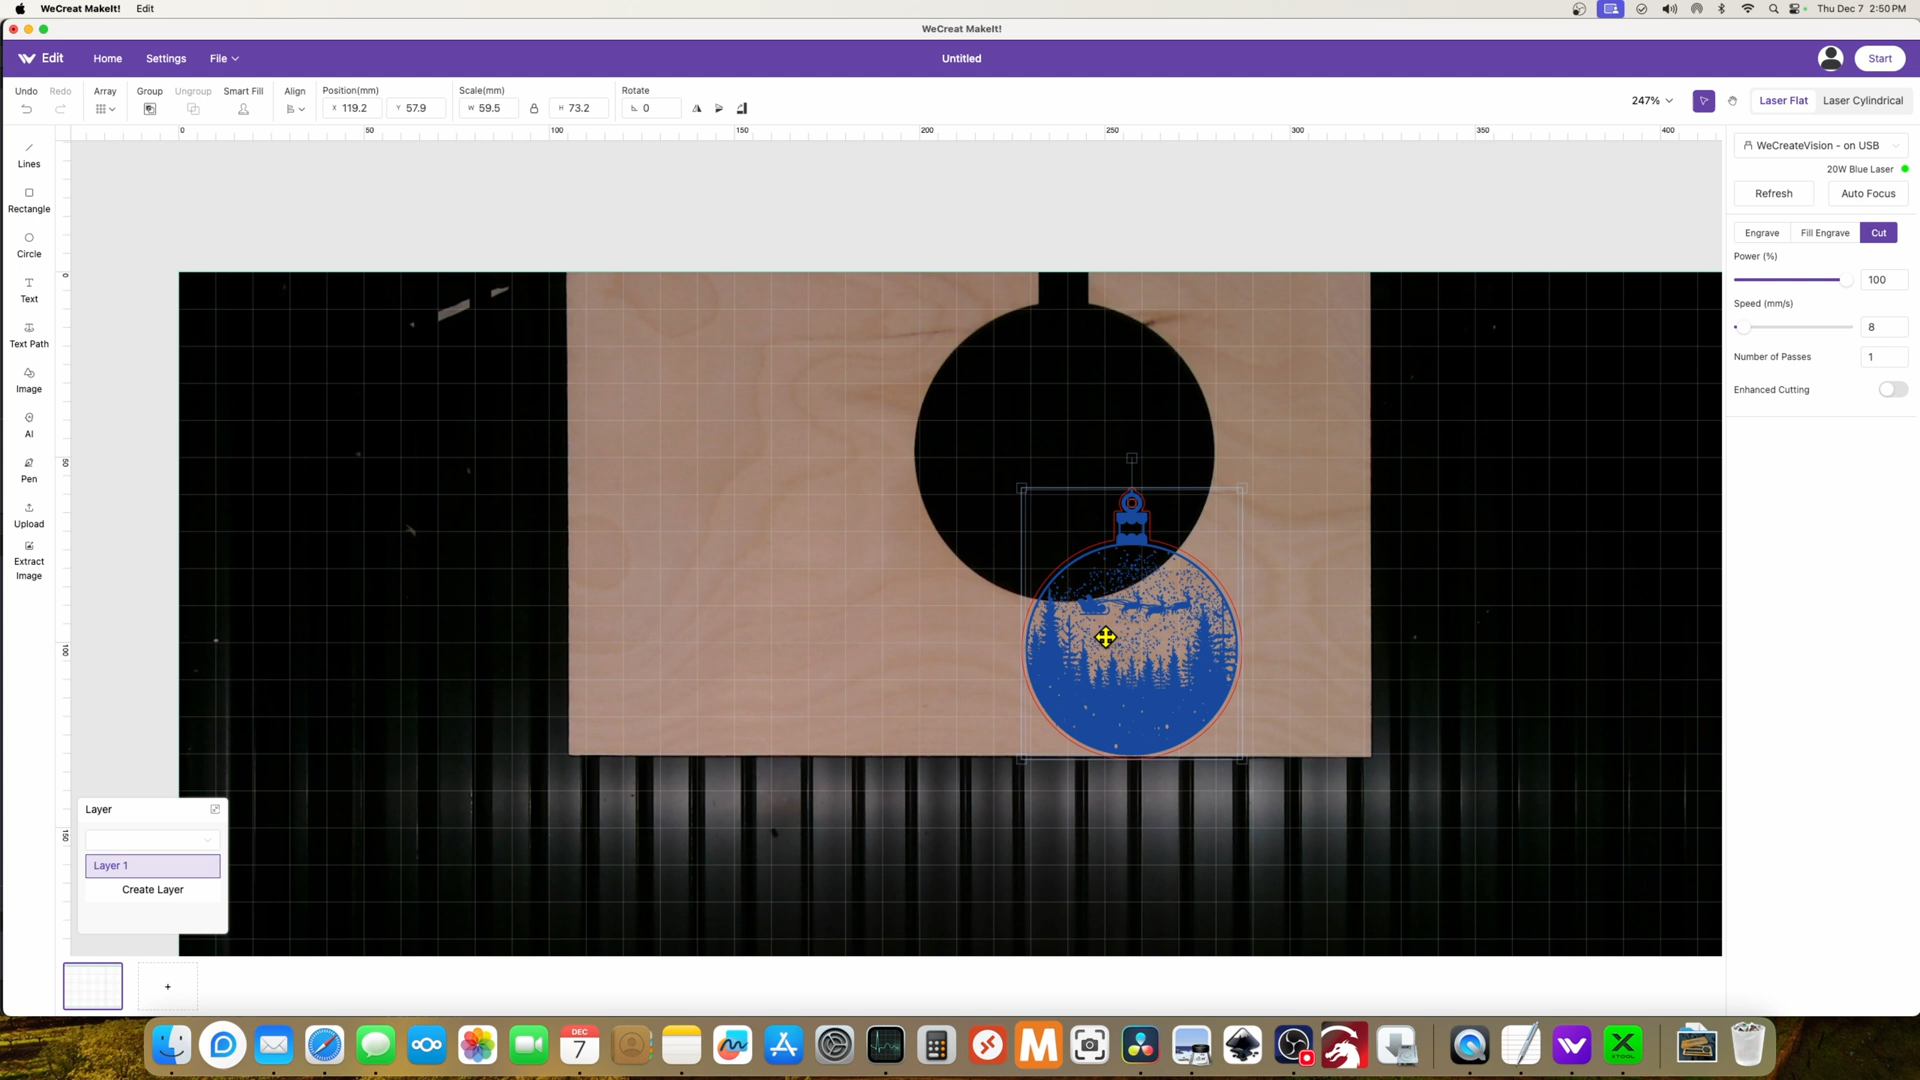 WeCreat MakeIt! Edit Thu Dec 7 2:50 PM
WeCreat MakeIt!
Edit Home Settings File Untitled Start
Undo Redo Array Group Ungroup Smart Fill Align Position(mm) Scale(mm) Rotate
X 119.2 Y 57.9 W 59.5 H 73.2 0
247% Laser Flat Laser Cylindrical
0 50 100 150 200 250 300 350 400
0
50
100
150
Lines
Rectangle
Circle
Text
Text Path
Image
AI
Pen
Upload
Extract
Image
WeCreateVision - on USB
20W Blue Laser
Refresh Auto Focus
Engrave Fill Engrave Cut
Power (%)
100
Speed (mm/s)
8
Number of Passes 1
Enhanced Cutting
Layer
Layer 1
Create Layer
+
DEC
7
M
XTOOL